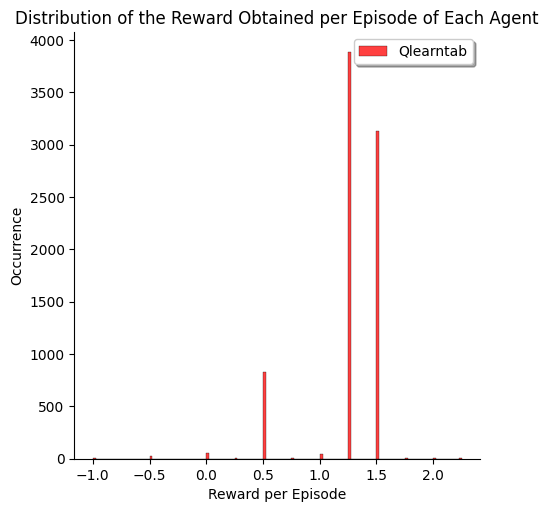 Distribution of the Reward Obtained per Episode of Each Agent
Qlearntab
4000
3500
3000
2500
2000
1500
1000
500
0
Occurrence
−1.0 −0.5 0.0 0.5 1.0 1.5 2.0
Reward per Episode